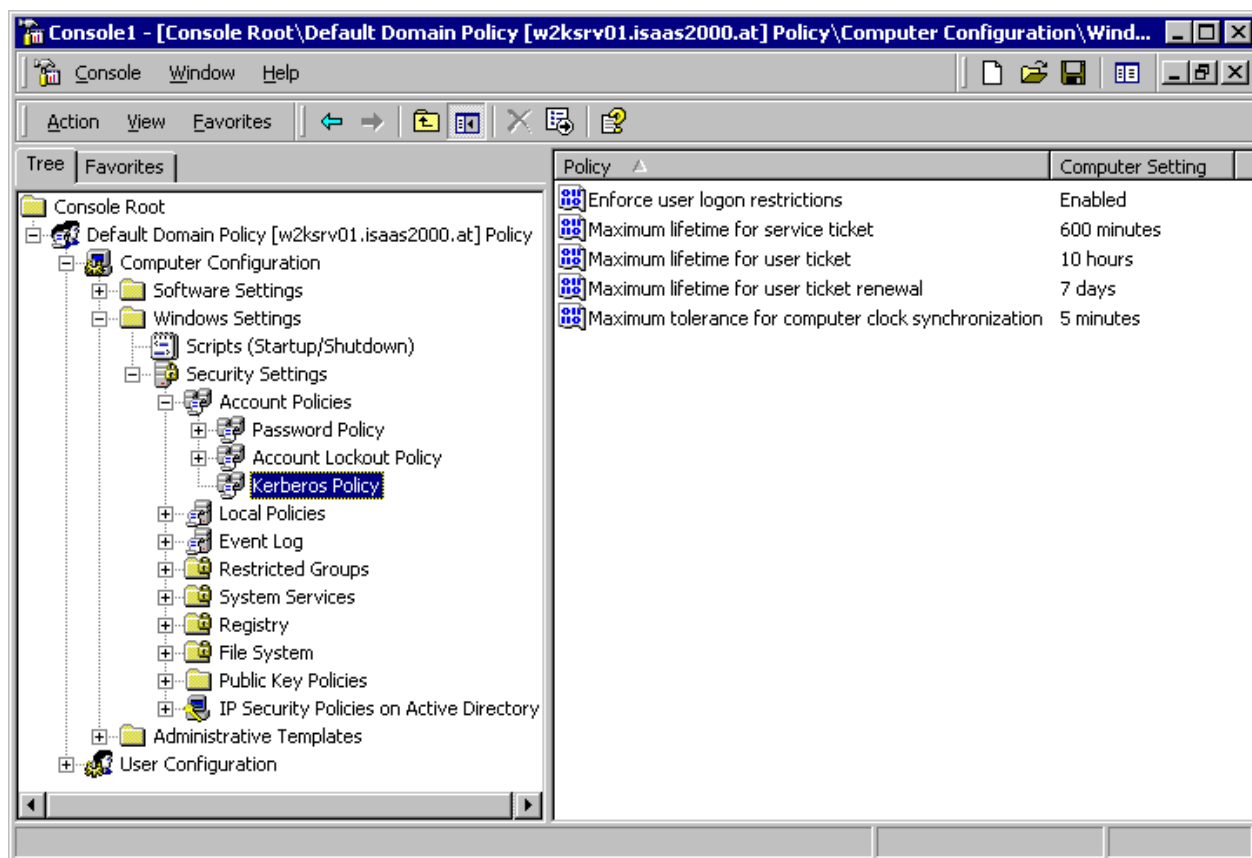 Console1 - [Console Root\Default Domain Policy [w2ksrv01.isaas2000.at] Policy\Computer Configuration\Wind...
Console Window Help
Action View Favorites
Tree Favorites
Console Root
Default Domain Policy [w2ksrv01.isaas2000.at] Policy
Computer Configuration
Software Settings
Windows Settings
Scripts (Startup/Shutdown)
Security Settings
Account Policies
Password Policy
Account Lockout Policy
Kerberos Policy
Local Policies
Event Log
Restricted Groups
System Services
Registry
File System
Public Key Policies
IP Security Policies on Active Directory
Administrative Templates
User Configuration
Policy Computer Setting
Enforce user logon restrictions Enabled
Maximum lifetime for service ticket 600 minutes
Maximum lifetime for user ticket 10 hours
Maximum lifetime for user ticket renewal 7 days
Maximum tolerance for computer clock synchronization 5 minutes